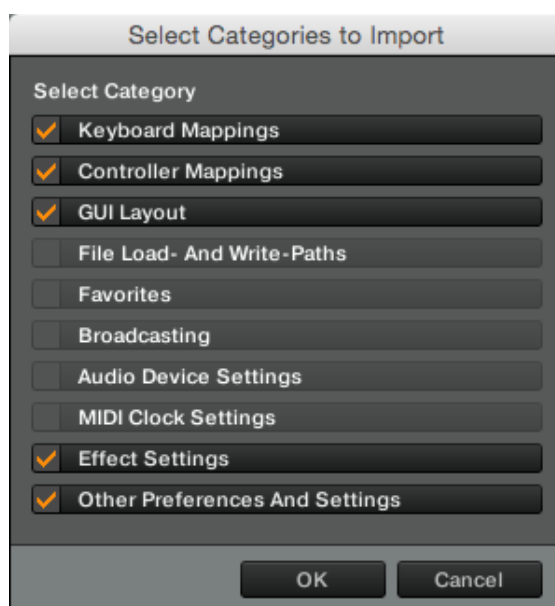 Select Categories to Import
Select Category
Keyboard Mappings
Controller Mappings
GUI Layout
File Load- And Write-Paths
Favorites
Broadcasting
Audio Device Settings
MIDI Clock Settings
Effect Settings
Other Preferences And Settings
OK Cancel